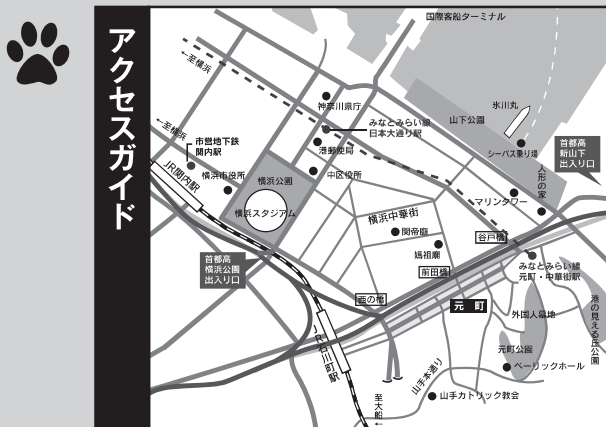 アクセスガイド
国際客船ターミナル
←至横浜
←至横浜
神奈川県庁
みなとみらい線
日本大通り駅
港郵便局
市営地下鉄
関内駅
JR関内駅
横浜市役所
横浜公園
横浜スタジアム
中区役所
山下公園
氷川丸
シーバス乗り場
首都高
新山下
出入り口
人形の家
マリンタワー
横浜中華街
関帝廟
媽祖廟
谷戸橋
前田橋
西の橋
首都高
横浜公園
出入り口
みなとみらい線
元町・中華街駅
元 町
外国人墓地
港の見える丘公園
元町公園
ベーリックホール
JR石川町駅
山手本通り
山手カトリック教会
至大船→